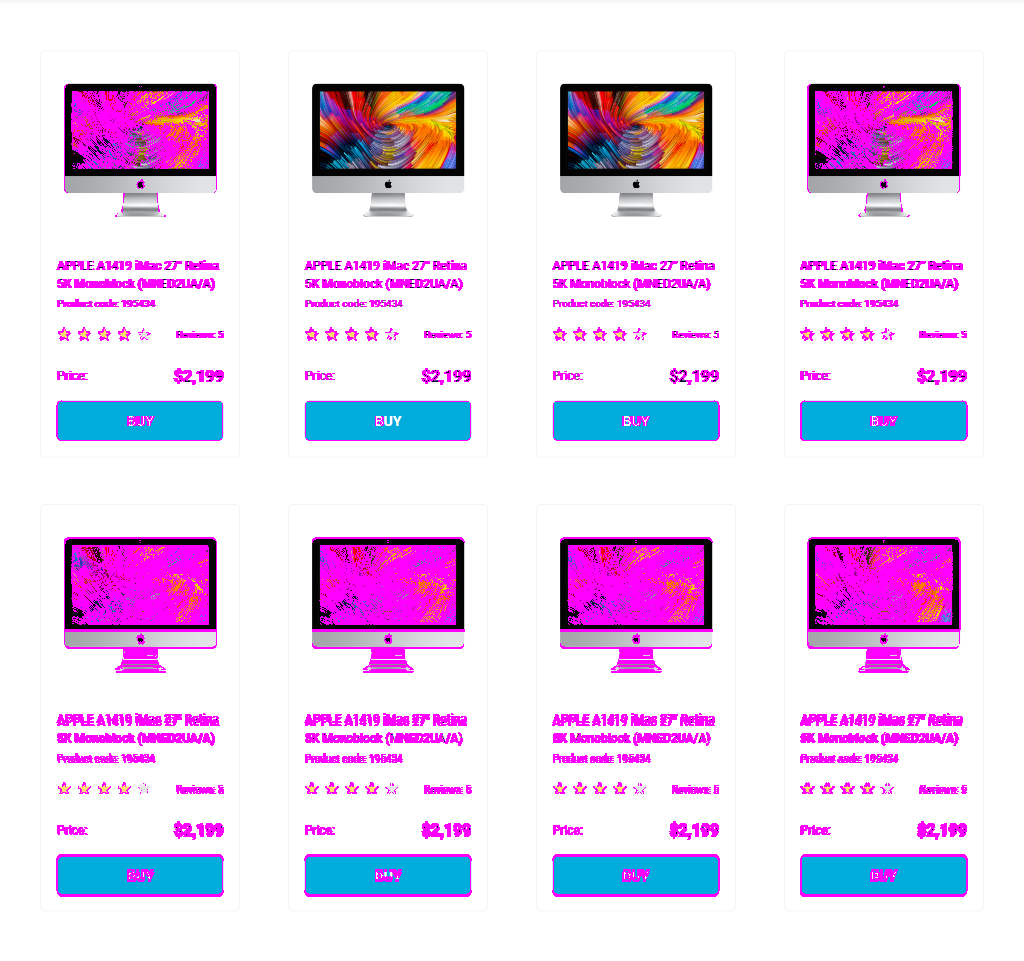 APPLE A1419 iMac 27" Retina
5K Monoblock (MNED2UA/A)
Product code: 195434
Reviews: 5
Price:
$2,199
BUY
APPLE A1419 iMac 27" Retina
5K Monoblock (MNED2UA/A)
Product code: 195434
Reviews: 5
Price:
$2,199
BUY
APPLE A1419 iMac 27" Retina
5K Monoblock (MNED2UA/A)
Product code: 195434
Reviews: 5
Price:
$2,199
BUY
APPLE A1419 iMac 27" Retina
5K Monoblock (MNED2UA/A)
Product code: 195434
Reviews: 5
Price:
$2,199
BUY
APPLE A1419 iMac 27" Retina
5K Monoblock (MNED2UA/A)
Product code: 195434
Reviews: 5
Price:
$2,199
BUY
APPLE A1419 iMac 27" Retina
5K Monoblock (MNED2UA/A)
Product code: 195434
Reviews: 5
Price:
$2,199
BUY
APPLE A1419 iMac 27" Retina
5K Monoblock (MNED2UA/A)
Product code: 195434
Reviews: 5
Price:
$2,199
BUY
APPLE A1419 iMac 27" Retina
5K Monoblock (MNED2UA/A)
Product code: 195434
Reviews: 5
Price:
$2,199
BUY